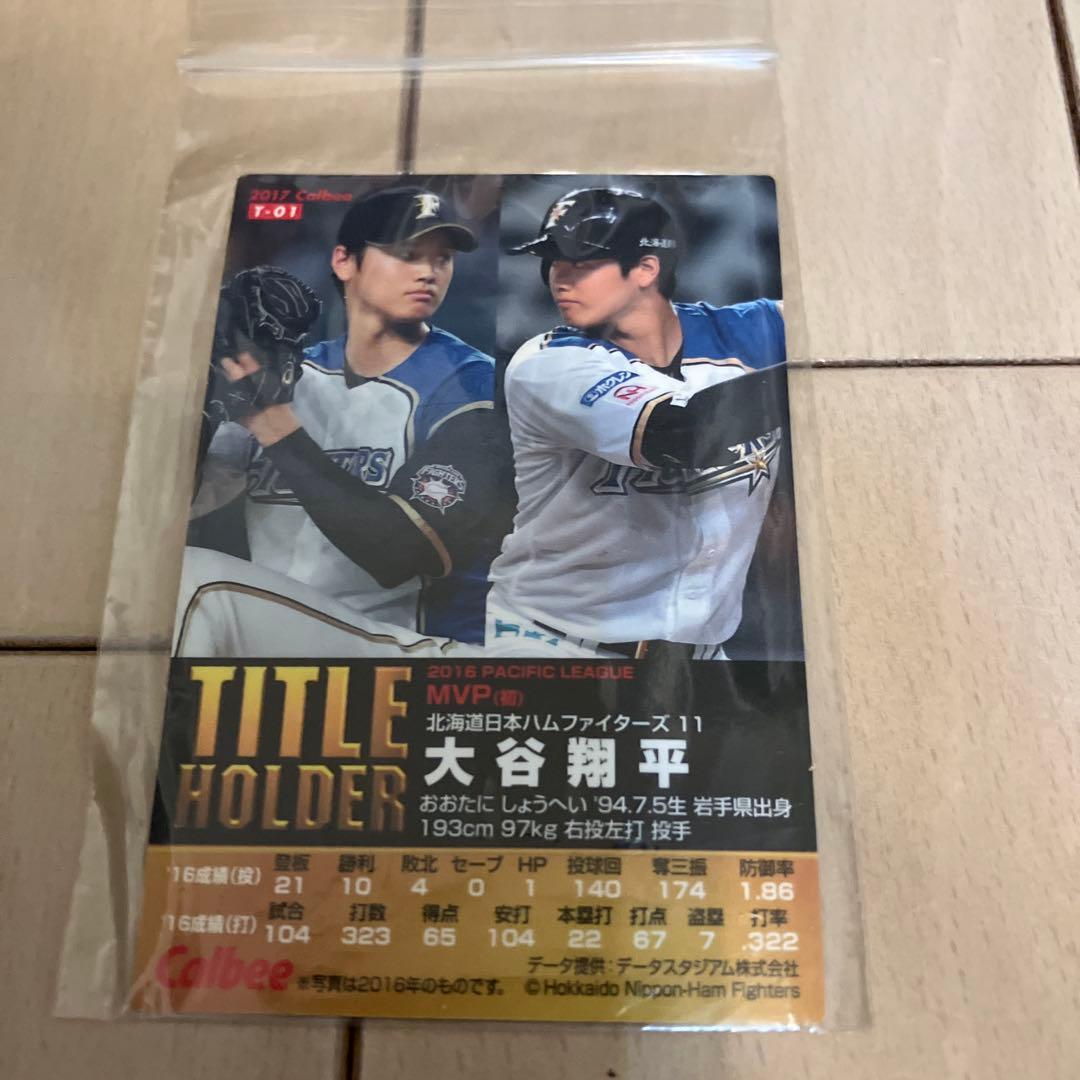 2017 Calbee
T-01
F
F
北海道
ホクレン
FIGHTERS
TITLE
HOLDER
2016 PACIFIC LEAGUE
MVP(初)
北海道日本ハムファイターズ 11
大谷翔平
おおたに しょうへい '94.7.5生 岩手県出身
193cm 97kg 右投左打 投手
登板 勝利 敗北 セーブ HP 投球回 奪三振 防御率
'16成績(投) 21 10 4 0 1 140 174 1.86
試合 打数 得点 安打 本塁打 打点 盗塁 打率
'16成績(打) 104 323 65 104 22 67 7 .322
データ提供:データスタジアム株式会社
Calbee ※写真は2016年のものです。 ©Hokkaido Nippon-Ham Fighters